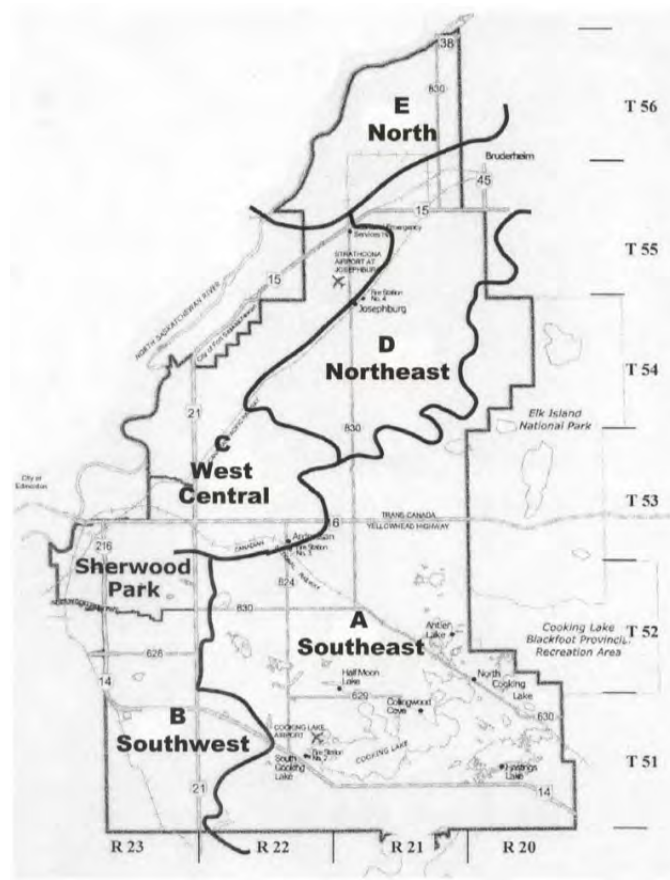 38
T 56
830
E
North
Bruderheim
45
15
T 55
STRATHCONA
AIRPORT AT
JOSEPHBURG
15
Fire Station
No. 4
Josephburg
NORTH SASKATCHEWAN RIVER
City of Fort Saskatchewan
D
Northeast
T 54
21
Elk Island
National Park
830
C
West
Central
City of
Edmonton
T 53
TRANS-CANADA
16
YELLOWHEAD HIGHWAY
216
Ardrossan
CANADIAN
Fire Station
Sherwood
Park
824
830
A
Southeast
T 52
Antler
Lake
Cooking Lake
Recreation Area
628
14
Half Moon
Lake
North
Cooking
Lake
629
Collingwood
Cove
630
B
Southwest
COOKING LAKE
AIRPORT
COOKING LAKE
Fire Station
No. 2
South
Cooking
Lake
Hastings
Lake
T 51
21
14
R 23
R 22
R 21
R 20